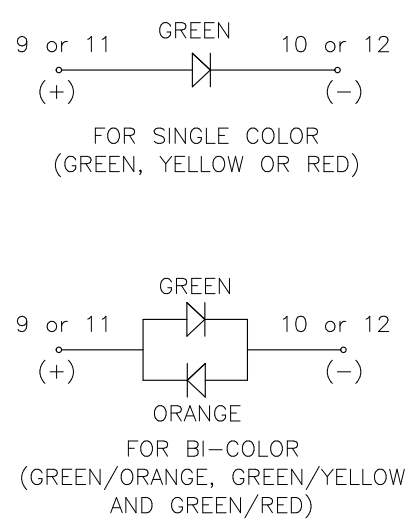 GREEN
9 or 11 10 or 12
(+) (−)
FOR SINGLE COLOR
(GREEN, YELLOW OR RED)
GREEN
9 or 11 10 or 12
(+) (−)
ORANGE
FOR BI−COLOR
(GREEN/ORANGE, GREEN/YELLOW
AND GREEN/RED)